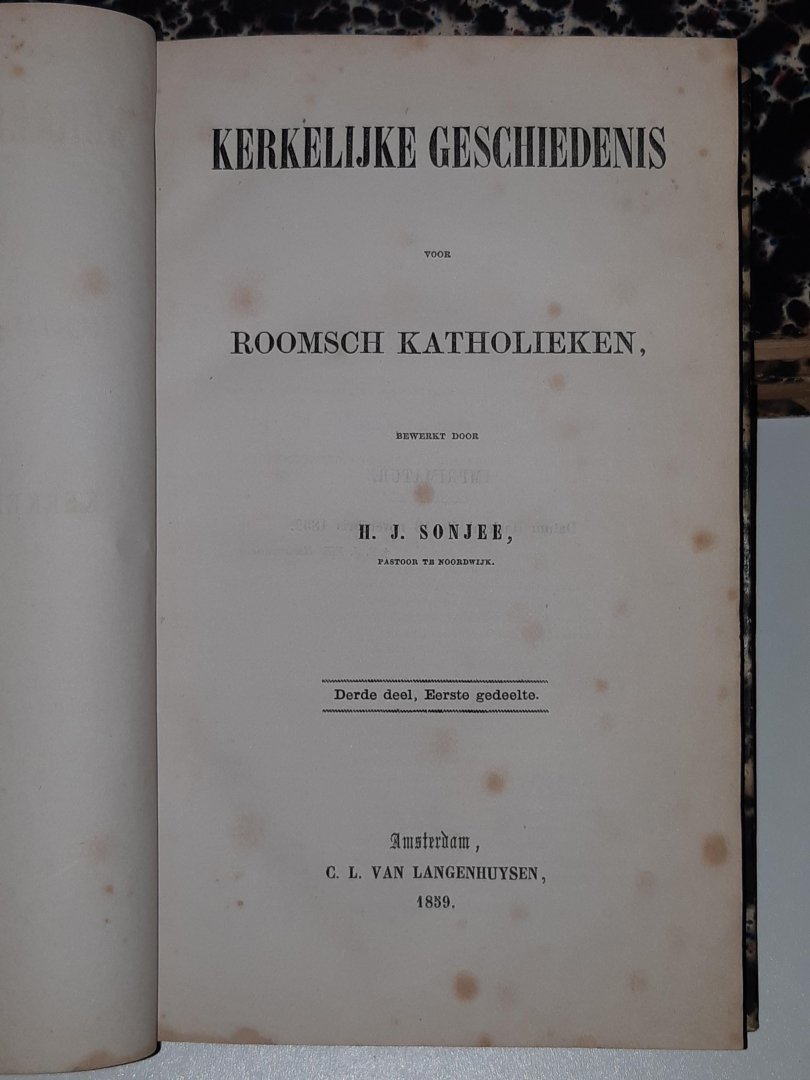 KERKELIJKE GESCHIEDENIS
VOOR
ROOMSCH KATHOLIEKEN,
BEWERKT DOOR
IMPRIMATUR.
H. J. SONJEE,
PASTOOR TE NOORDWIJK.
Derde deel, Eerste gedeelte.
Amsterdam,
C. L. VAN LANGENHUYSEN,
1859.